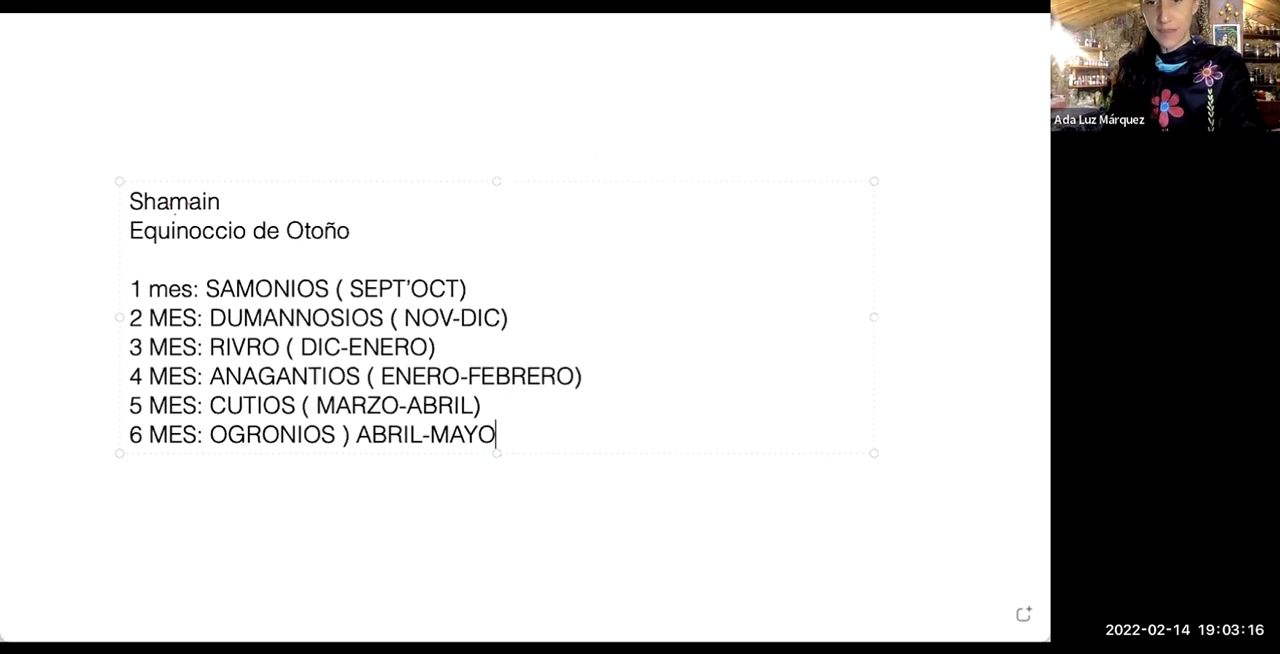 Shamain
Equinoccio de Otoño
1 mes: SAMONIOS ( SEPT'OCT)
2 MES: DUMANNOSIOS ( NOV-DIC)
3 MES: RIVRO ( DIC-ENERO)
4 MES: ANAGANTIOS ( ENERO-FEBRERO)
5 MES: CUTIOS ( MARZO-ABRIL)
6 MES: OGRONIOS ) ABRIL-MAYO
Ada Luz Márquez
2022-02-14 19:03:16